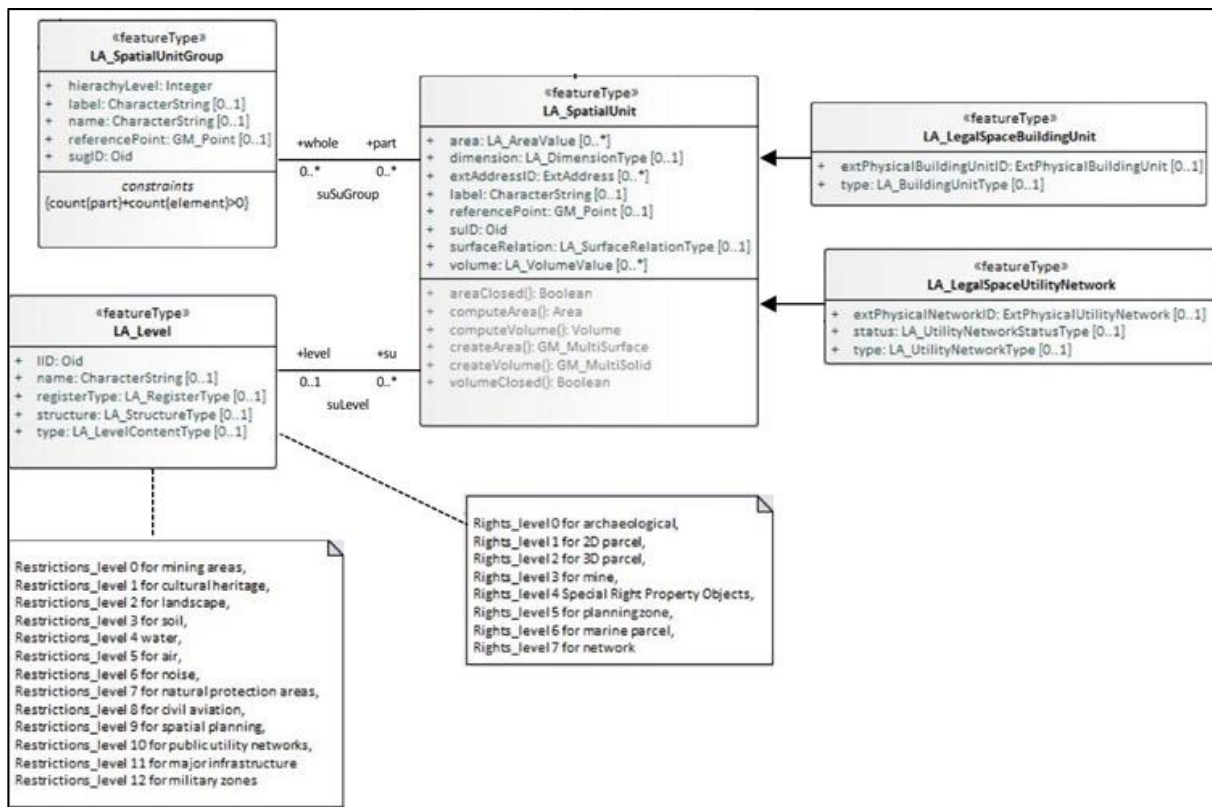 «featureType»
LA_SpatialUnitGroup
+ hierachyLevel: Integer
+ label: CharacterString [0..1]
+ name: CharacterString [0..1]
+ referencePoint: GM_Point [0..1]
+ sugID: Oid
constraints
{count(part)+count(element)>0}
+whole +part
0..* 0..*
suSuGroup
«featureType»
LA_SpatialUnit
+ area: LA_AreaValue [0..*]
+ dimension: LA_DimensionType [0..1]
+ extAddressID: ExtAddress [0..*]
+ label: CharacterString [0..1]
+ referencePoint: GM_Point [0..1]
+ suID: Oid
+ surfaceRelation: LA_SurfaceRelationType [0..1]
+ volume: LA_VolumeValue [0..*]
+ areaClosed(): Boolean
+ computeArea(): Area
+ computeVolume(): Volume
+ createArea(): GM_MultiSurface
+ createVolume(): GM_MultiSolid
+ volumeClosed(): Boolean
«featureType»
LA_LegalSpaceBuildingUnit
+ extPhysicalBuildingUnitID: ExtPhysicalBuildingUnit [0..1]
+ type: LA_BuildingUnitType [0..1]
«featureType»
LA_LegalSpaceUtilityNetwork
+ extPhysicalNetworkID: ExtPhysicalUtilityNetwork [0..1]
+ status: LA_UtilityNetworkStatusType [0..1]
+ type: LA_UtilityNetworkType [0..1]
«featureType»
LA_Level
+ lID: Oid
+ name: CharacterString [0..1]
+ registerType: LA_RegisterType [0..1]
+ structure: LA_StructureType [0..1]
+ type: LA_LevelContentType [0..1]
+level +su
0..1 0..*
suLevel
Rights_level 0 for archaeological,
Rights_level 1 for 2D parcel,
Rights_level 2 for 3D parcel,
Rights_level 3 for mine,
Rights_level 4 Special Right Property Objects,
Rights_level 5 for planning zone,
Rights_level 6 for marine parcel,
Rights_level 7 for network
Restrictions_level 0 for mining areas,
Restrictions_level 1 for cultural heritage,
Restrictions_level 2 for landscape,
Restrictions_level 3 for soil,
Restrictions_level 4 water,
Restrictions_level 5 for air,
Restrictions_level 6 for noise,
Restrictions_level 7 for natural protection areas,
Restrictions_level 8 for civil aviation,
Restrictions_level 9 for spatial planning,
Restrictions_level 10 for public utility networks,
Restrictions_level 11 for major infrastructure
Restrictions_level 12 for military zones